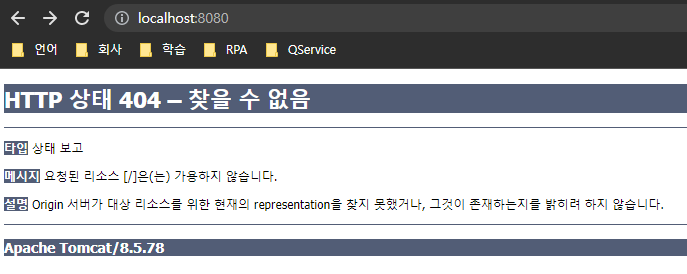 localhost:8080
언어 회사 학습 RPA QService
HTTP 상태 404 – 찾을 수 없음
타입 상태 보고
메시지 요청된 리소스 [/]은(는) 가용하지 않습니다.
설명 Origin 서버가 대상 리소스를 위한 현재의 representation을 찾지 못했거나, 그것이 존재하는지를 밝히려 하지 않습니다.
Apache Tomcat/8.5.78